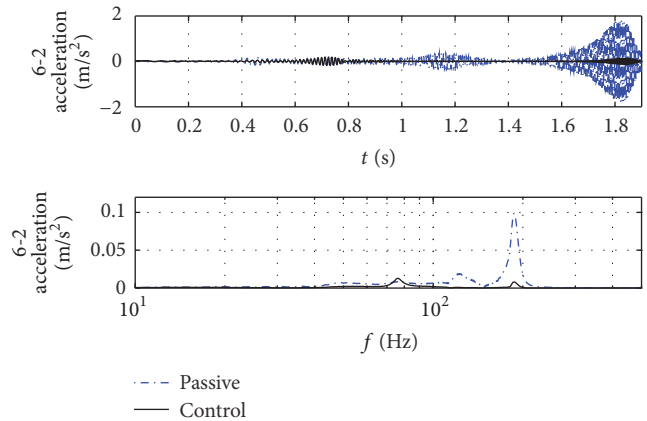 2
0
−2
6-2
acceleration
(m/s²)
0 0.2 0.4 0.6 0.8 1 1.2 1.4 1.6 1.8
t (s)
0.1
0.05
0
6-2
acceleration
(m/s²)
10¹ 10²
f (Hz)
Passive
Control